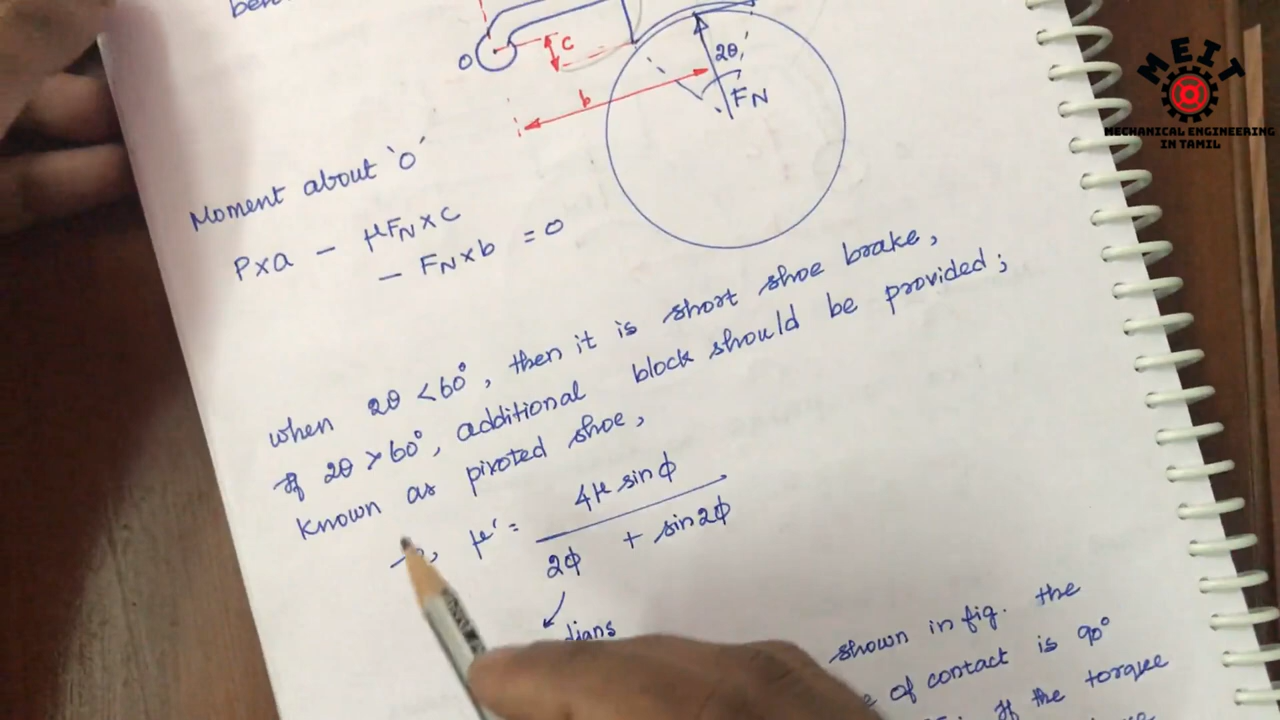 O
c
b
2θ
FN
MEIT
MECHANICAL ENGINEERING
IN TAMIL
Moment about 'O'
P×a - μFN×c
- FN×b = 0
when 2θ < 60°, then it is short shoe brake,
If 2θ > 60°, additional block should be provided;
known as pivoted shoe,
μ' = 4μ sin ϕ
2ϕ + sin 2ϕ
shown in fig. the
of contact is 90°
If the torque